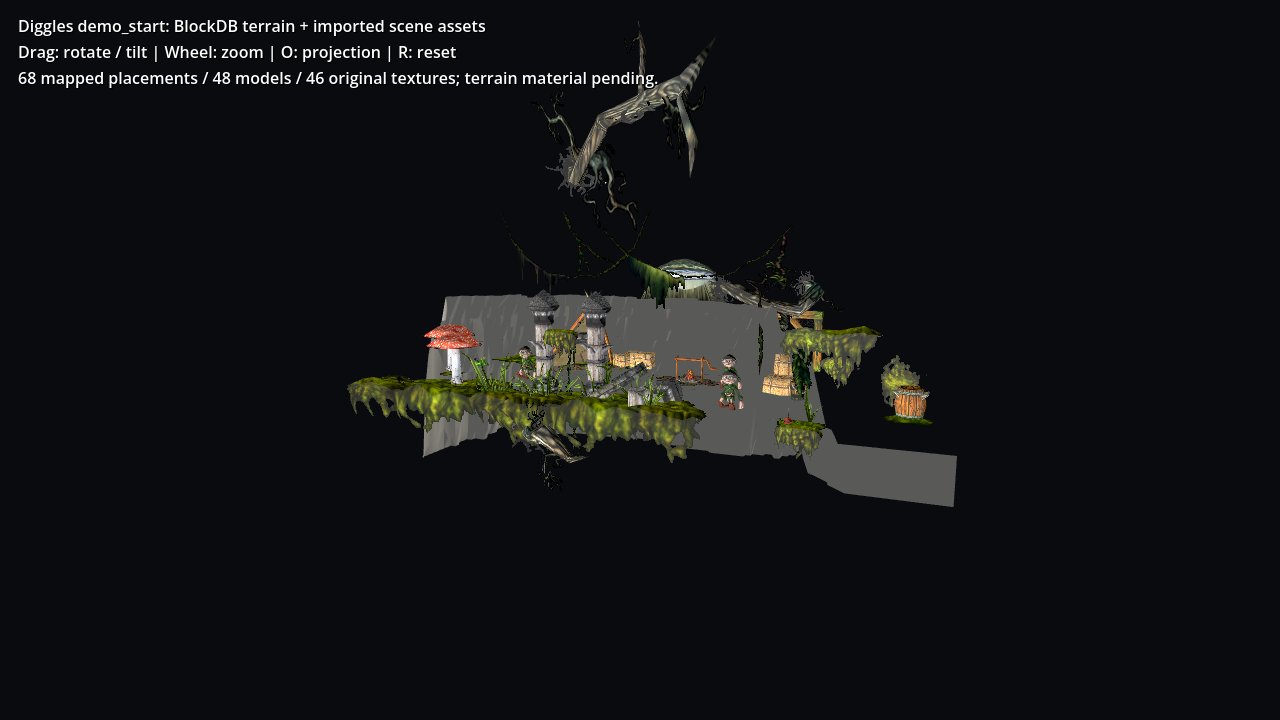 Diggles demo_start: BlockDB terrain + imported scene assets
Drag: rotate / tilt | Wheel: zoom | O: projection | R: reset
68 mapped placements / 48 models / 46 original textures; terrain material pending.